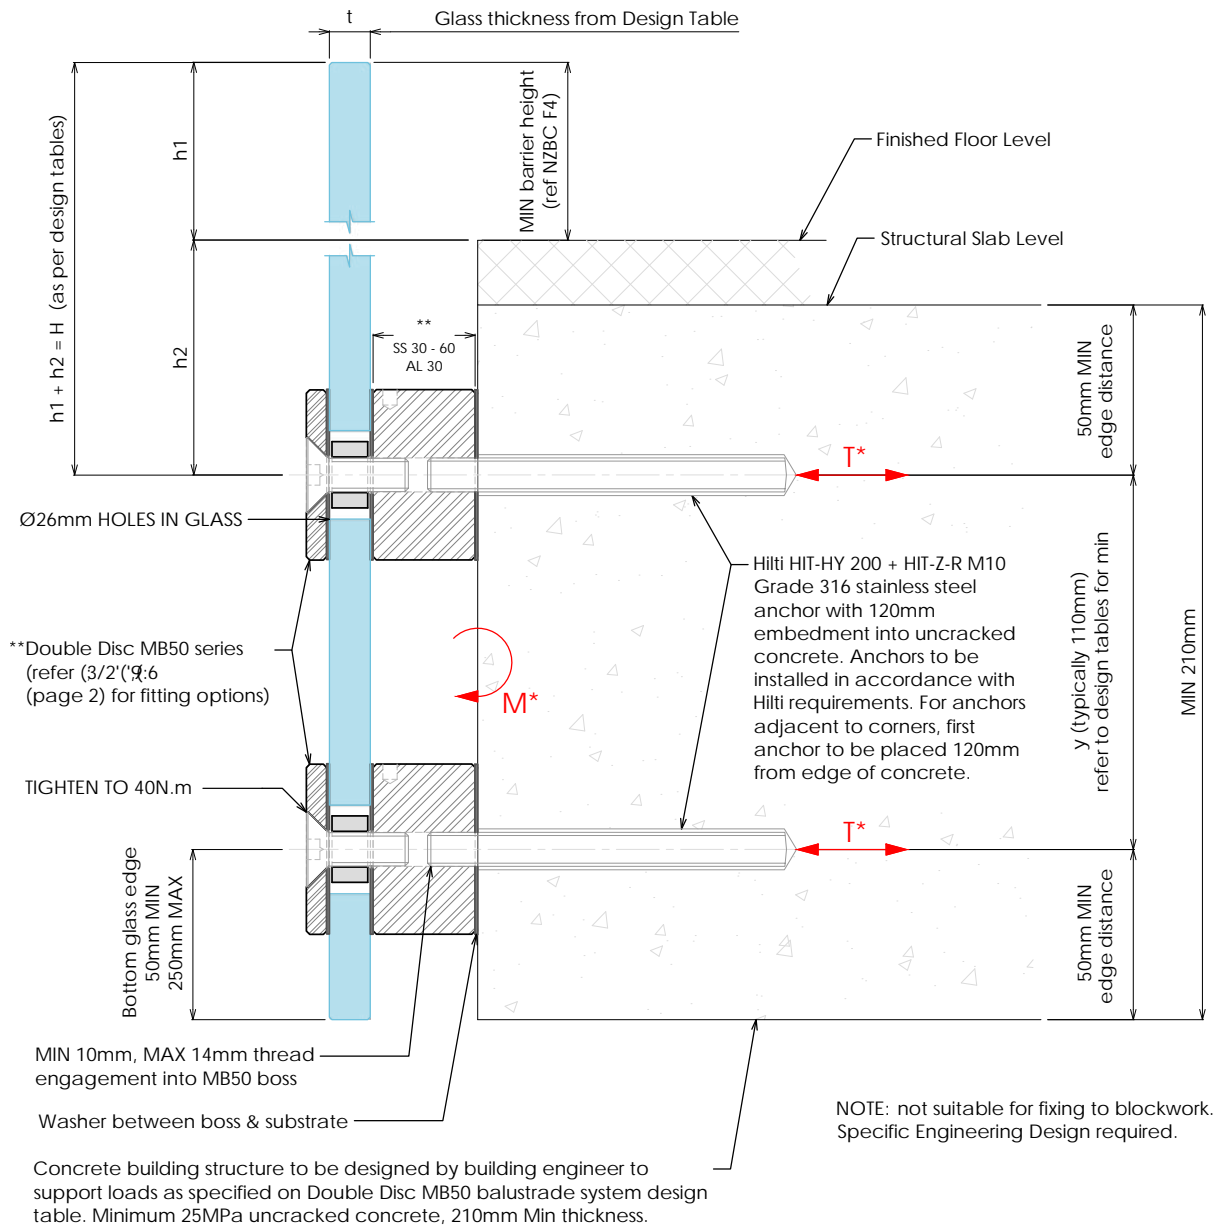 t
Glass thickness from Design Table
h1 + h2 = H (as per design tables)
h1
MIN barrier height
(ref NZBC F4)
Finished Floor Level
Structural Slab Level
h2
**
SS 30 - 60
AL 30
50mm MIN
edge distance
T*
Ø26mm HOLES IN GLASS
Hilti HIT-HY 200 + HIT-Z-R M10
Grade 316 stainless steel
anchor with 120mm
embedment into uncracked
concrete. Anchors to be
installed in accordance with
Hilti requirements. For anchors
adjacent to corners, first
anchor to be placed 120mm
from edge of concrete.
**Double Disc MB50 series
(refer
(page 2) for fitting options)
M*
y (typically 110mm)
refer to design tables for min
MIN 210mm
TIGHTEN TO 40N.m
T*
Bottom glass edge
50mm MIN
250mm MAX
50mm MIN
edge distance
MIN 10mm, MAX 14mm thread
engagement into MB50 boss
Washer between boss & substrate
NOTE: not suitable for fixing to blockwork.
Specific Engineering Design required.
Concrete building structure to be designed by building engineer to
support loads as specified on Double Disc MB50 balustrade system design
table. Minimum 25MPa uncracked concrete, 210mm Min thickness.